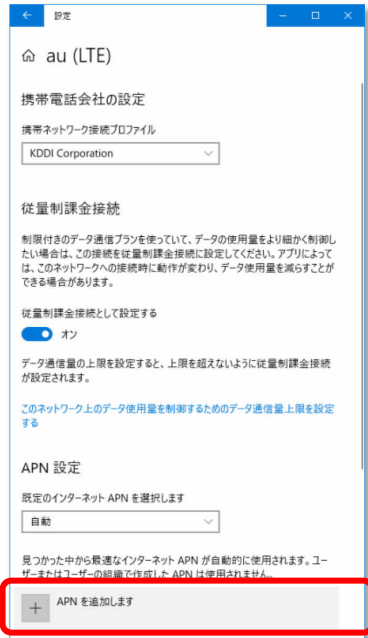 設定
au (LTE)
携帯電話会社の設定
携帯ネットワーク接続プロファイル
KDDI Corporation
従量制課金接続
制限付きのデータ通信プランを使っていて、データの使用量をより細かく制御し
たい場合は、この接続を従量制課金接続に設定してください。アプリによって
は、このネットワークへの接続時に動作が変わり、データ使用量を減らすことが
できる場合があります。
従量制課金接続として設定する
オン
データ通信量の上限を設定すると、上限を超えないように従量制課金接続
が設定されます。
このネットワーク上のデータ使用量を制御するためのデータ通信量上限を設定
する
APN 設定
既定のインターネット APN を選択します
自動
見つかった中から最適なインターネット APN が自動的に使用されます。ユー
ザーまたはユーザーの組織で作成した APN は使用されません。
APN を追加します